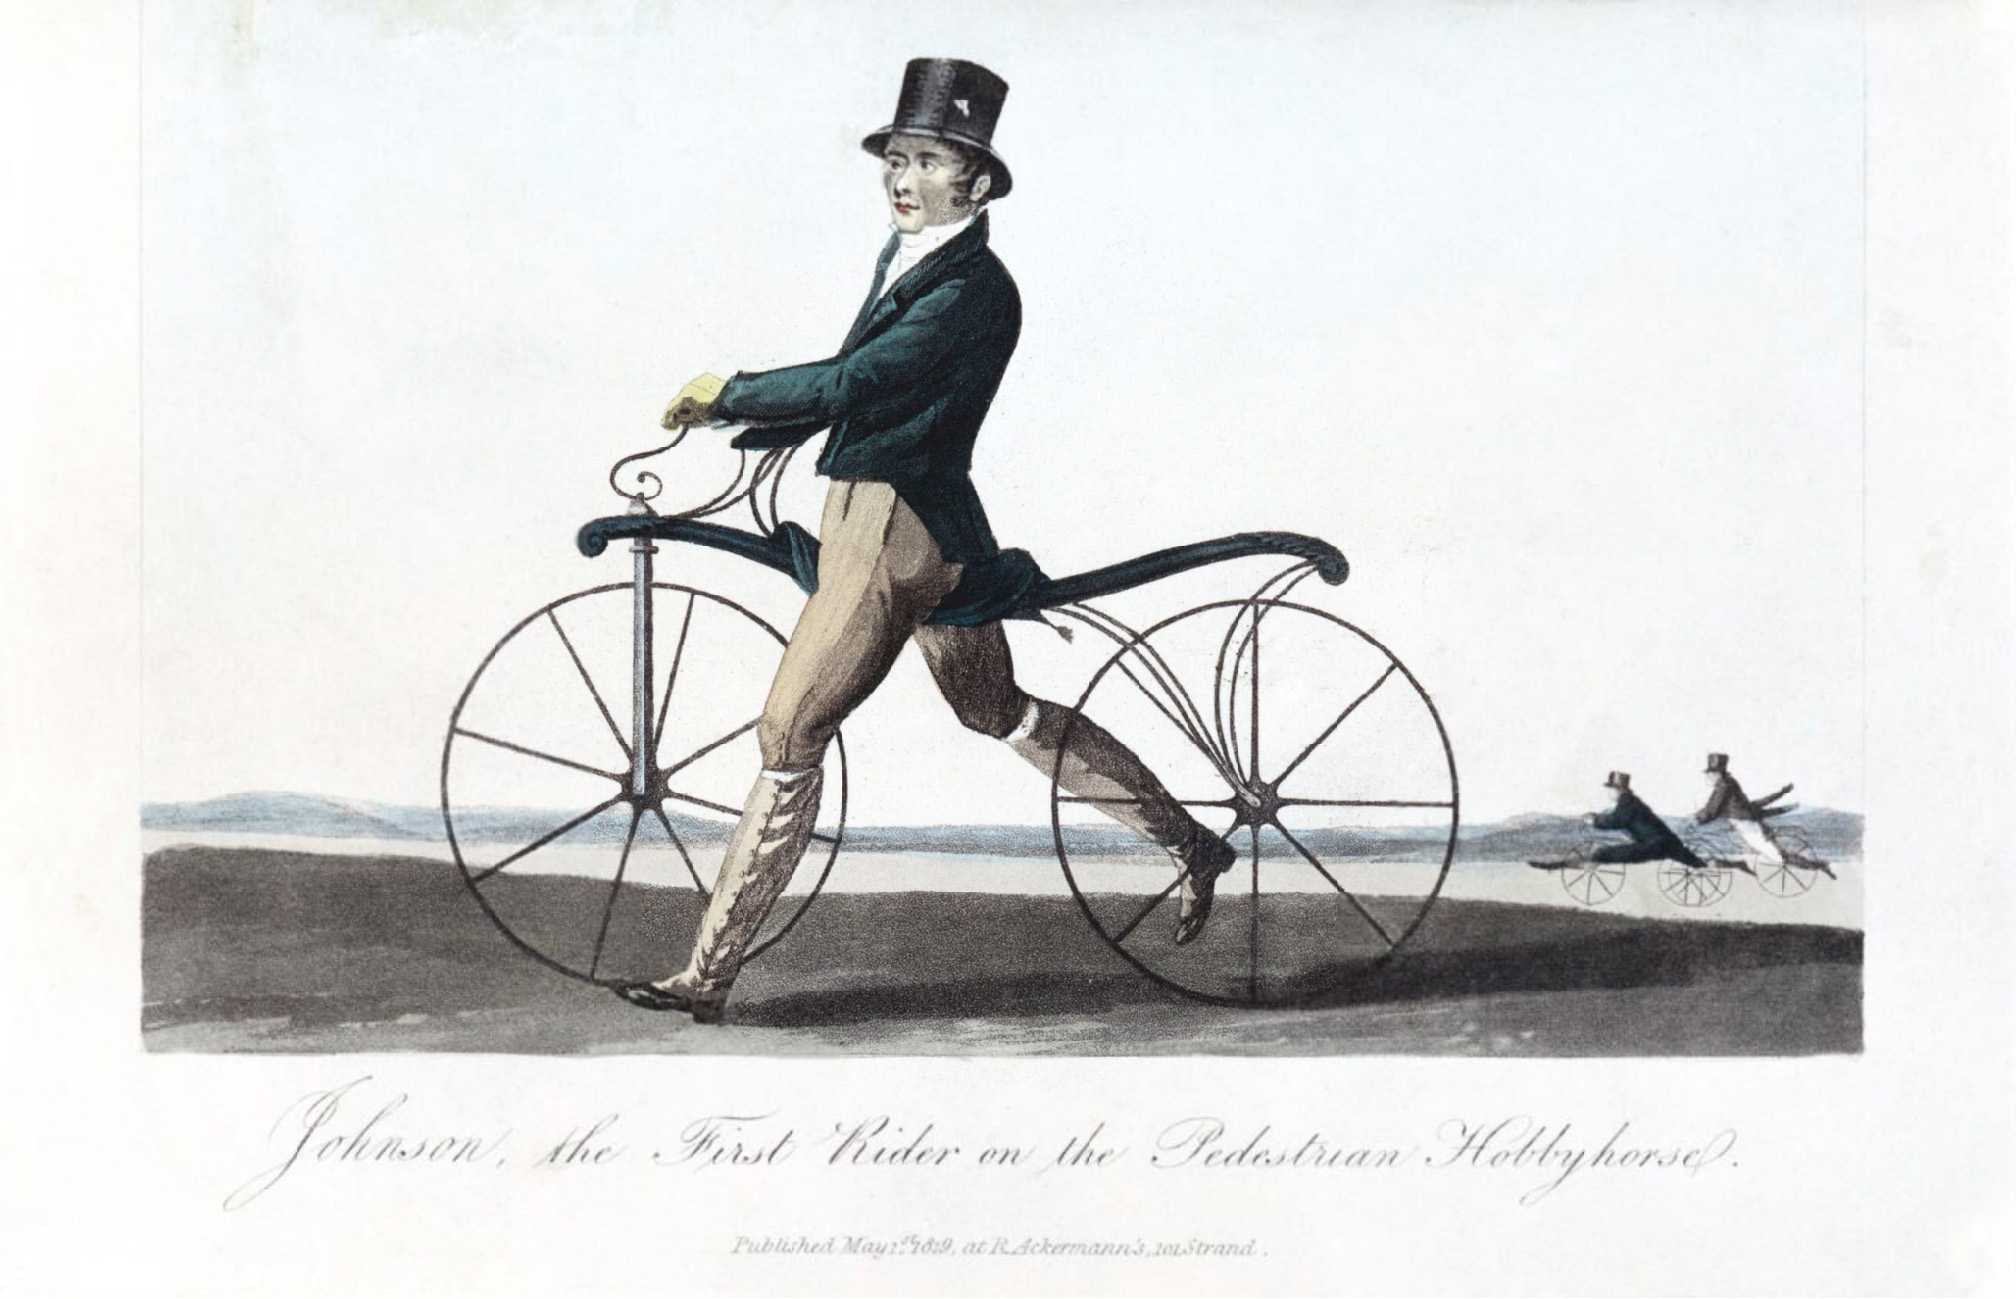 Johnson, the First Rider on the Pedestrian Hobbyhorse.
Published May 1st 1819, at R. Ackermann's, 101 Strand.